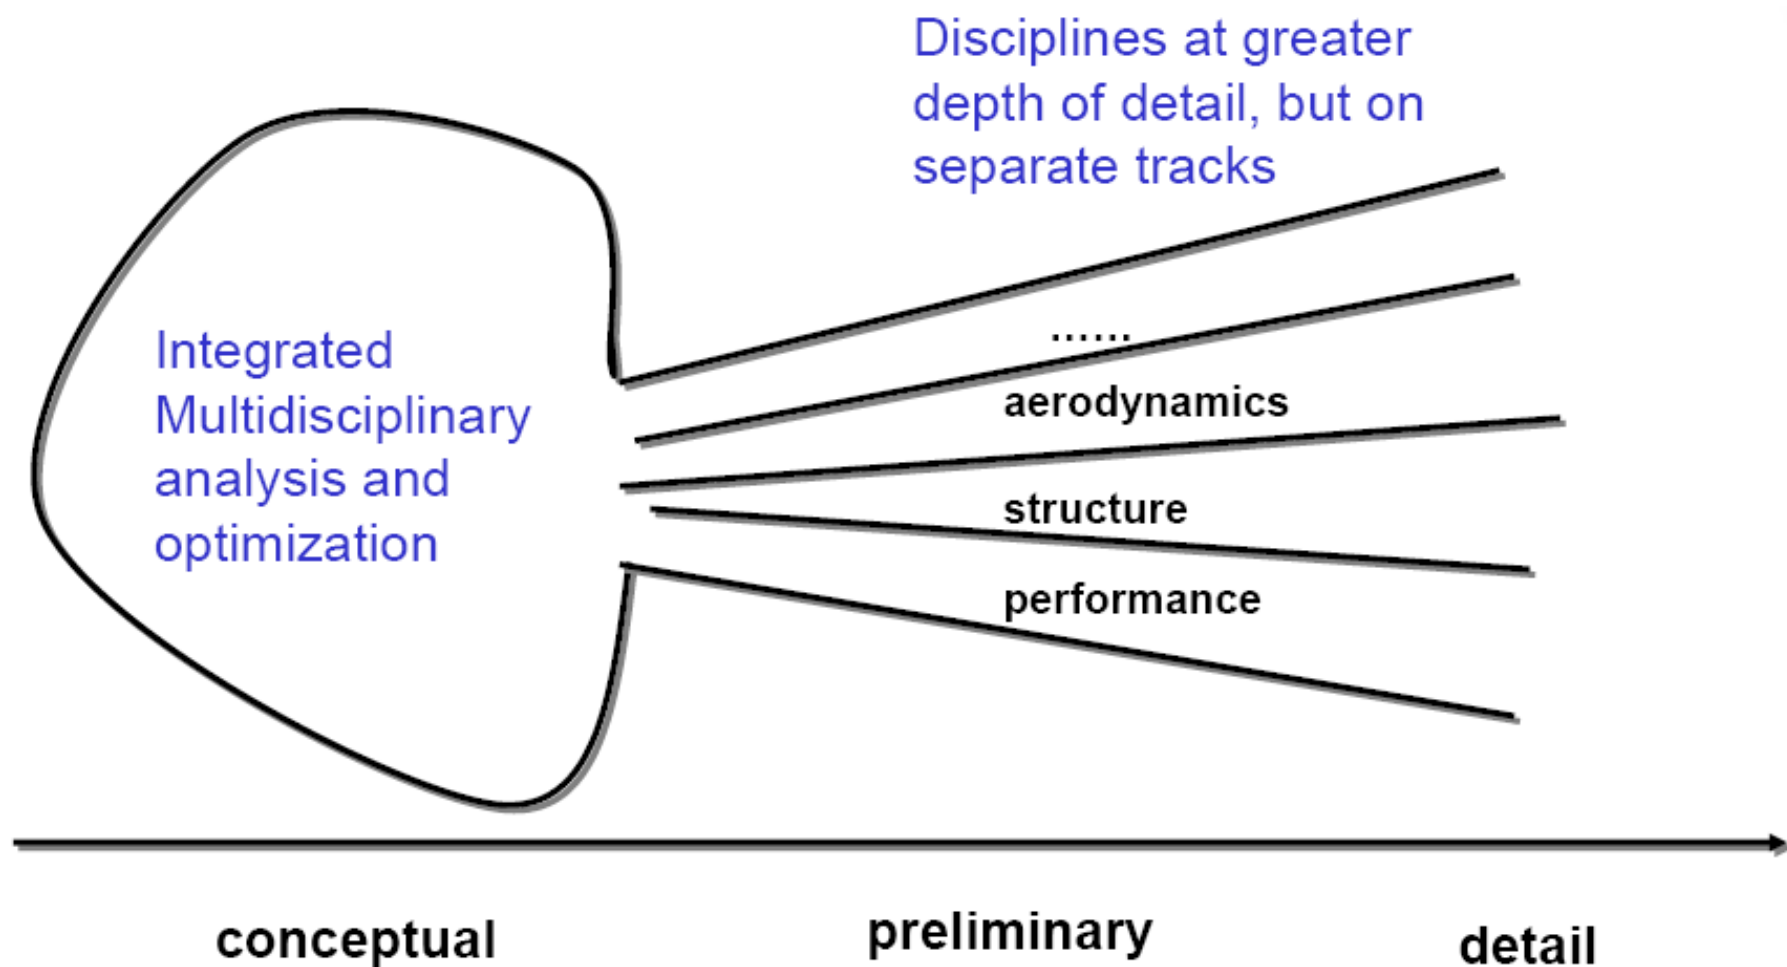 Disciplines at greater
depth of detail, but on
separate tracks
Integrated
Multidisciplinary
analysis and
optimization
......
aerodynamics
structure
performance
conceptual
preliminary
detail